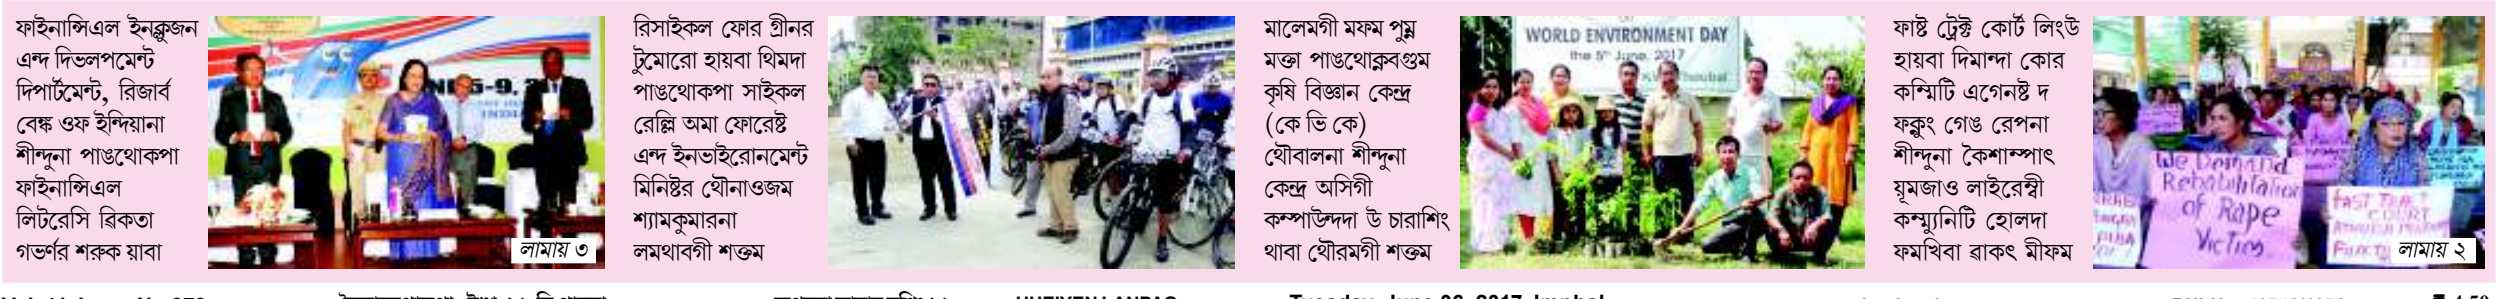 ফাইনান্সিএল ইনক্লুজন
এন্দ দিভলপমেন্ট
দিপার্টমেন্ট, রিজার্ব
বেঙ্ক ওফ ইন্দিয়ানা
শীন্দুনা পাঙথোকপা
ফাইনান্সিএল
লিটরেসি ৱিকতা
গভর্ণর শরুক য়াবা
লামায় ৩
রিসাইকল ফোর গ্রীনর
টুমোরো হায়বা থিমদা
পাঙথোকপা সাইকল
রেল্লি অমা ফোরেষ্ট
এন্দ ইনভাইরোনমেন্ট
মিনিষ্টর থৌনাওজম
শ্যামকুমারনা
লমথাবগী শক্তম
মালেমগী মফম পুন্ন
মক্তা পাঙথোক্লবগুম
কৃষি বিজ্ঞান কেন্দ্র
(কে ভি কে)
থৌবালনা শীন্দুনা
কেন্দ্র অসিগী
কম্পাউন্দদা উ চারাশিং
থাবা থৌরমগী শক্তম
WORLD ENVIRONMENT DAY
the 5th June, 2017
Thoubal
ফাষ্ট ট্রেক্ট কোর্ট লিংউ
হায়বা দিমান্দা কোর
কম্মিটি এগেনষ্ট দ
ফক্লুং গেঙ রেপনা
শীন্দুনা কৈশাম্পাৎ
য়ূমজাও লাইরেম্বী
কম্ম্যুনিটি হোলদা
ফমখিবা ৱাকৎ মীফম
We Demand
Rehabilitation
of Rape
Victim
FAST TRACT
COURT
লামায় ২
Tuesday, June 06, 2017, Imphal